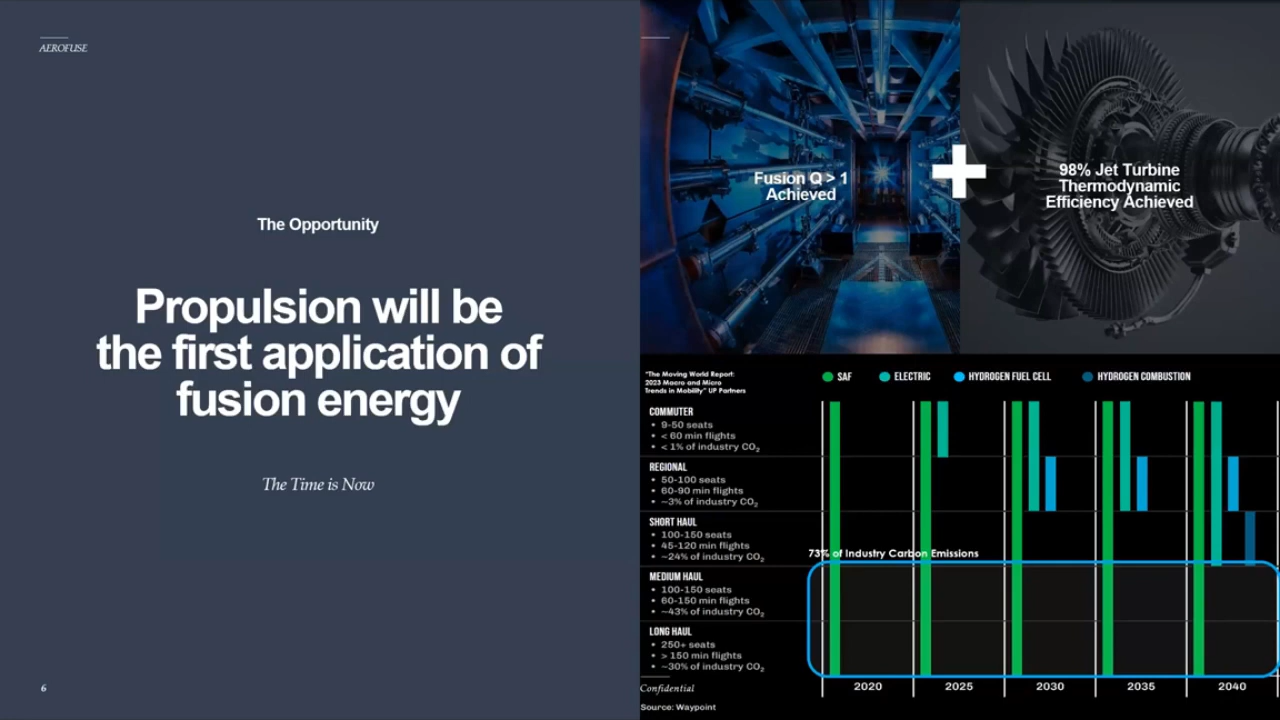 AEROFUSE
The Opportunity
Propulsion will be
the first application of
fusion energy
The Time is Now
6
Fusion Q > 1
Achieved
98% Jet Turbine
Thermodynamic
Efficiency Achieved
"The Moving World Report:
2023 Macro and Micro
Trends in Mobility" UP Partners
SAF
ELECTRIC
HYDROGEN FUEL CELL
HYDROGEN COMBUSTION
COMMUTER
• 9-50 seats
• < 60 min flights
• < 1% of industry CO₂
REGIONAL
• 50-100 seats
• 60-90 min flights
• ~3% of industry CO₂
SHORT HAUL
• 100-150 seats
• 45-120 min flights
• ~24% of industry CO₂
73% of Industry Carbon Emissions
MEDIUM HAUL
• 100-150 seats
• 60-150 min flights
• ~43% of industry CO₂
LONG HAUL
• 250+ seats
• > 150 min flights
• ~30% of industry CO₂
2020
2025
2030
2035
2040
Confidential
Source: Waypoint